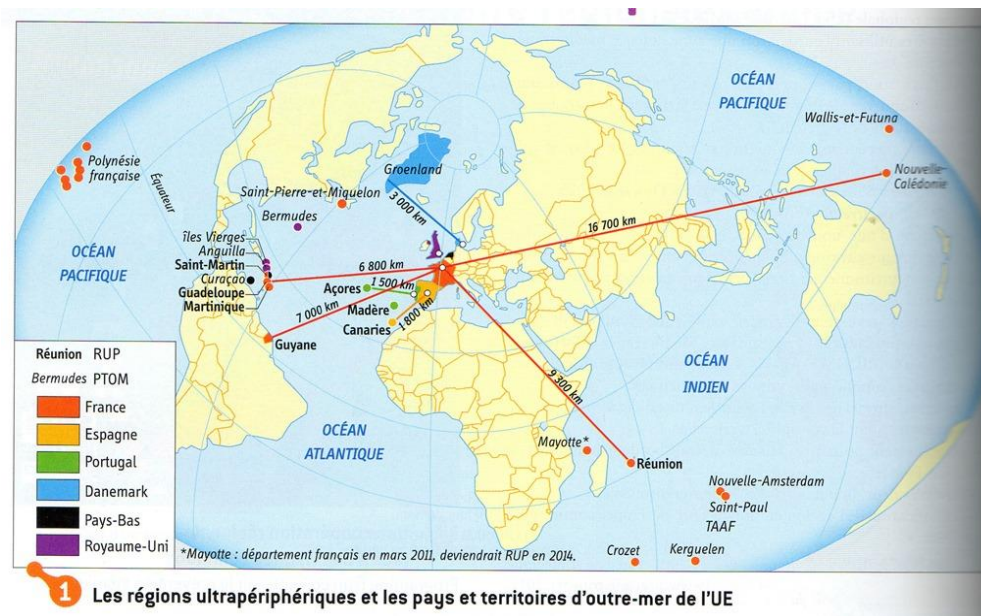 OCÉAN
PACIFIQUE
Wallis-et-Futuna
Polynésie
française
Groenland
Nouvelle-
Calédonie
Équateur
Saint-Pierre-et-Miquelon
3 000 km
Bermudes
16 700 km
OCÉAN
PACIFIQUE
îles Vierges
Anguilla
Saint-Martin
Curaçao
Guadeloupe
Martinique
6 800 km
Açores
1 500 km
7 000 km
Madère
Canaries
1 800 km
Guyane
Réunion RUP
Bermudes PTOM
France
Espagne
Portugal
Danemark
Pays-Bas
Royaume-Uni
OCÉAN
ATLANTIQUE
OCÉAN
INDIEN
9 300 km
Mayotte*
Réunion
Nouvelle-Amsterdam
Saint-Paul
TAAF
Crozet
Kerguelen
*Mayotte : département français en mars 2011, deviendrait RUP en 2014.
1 Les régions ultrapériphériques et les pays et territoires d'outre-mer de l'UE